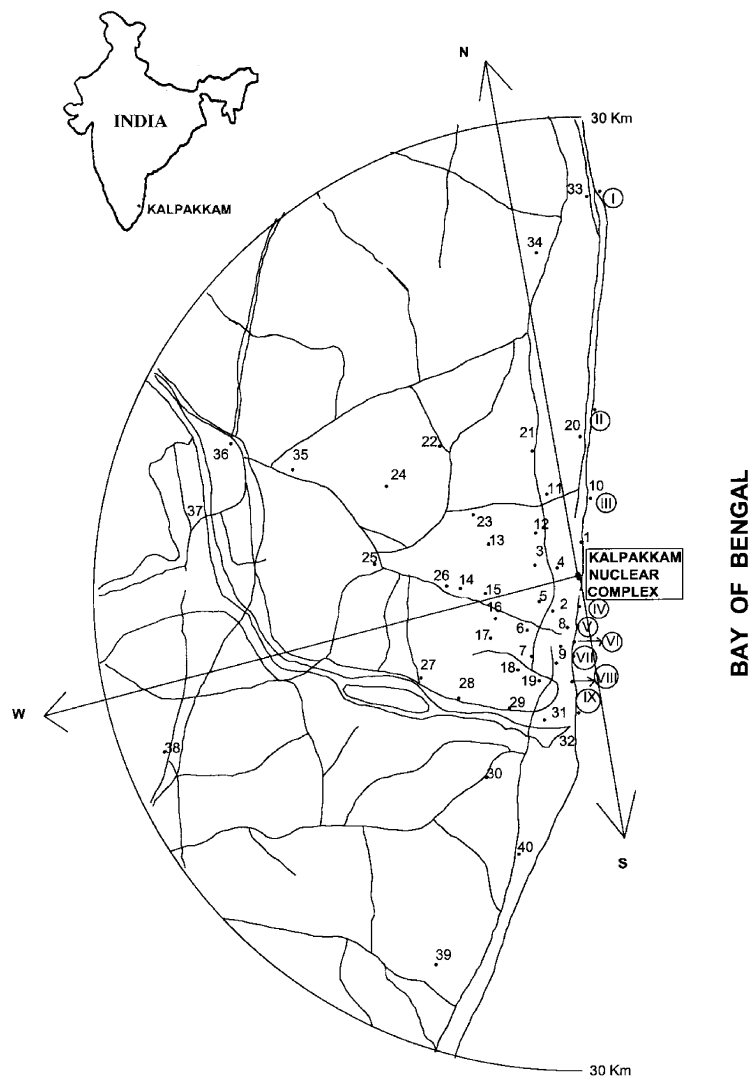 INDIA
KALPAKKAM
N
30 Km
33
I
34
II
20
21
22
36
35
24
11
10
III
37
23
12
13
1
3
4
25
KALPAKKAM
NUCLEAR
COMPLEX
26
14
15
5
2
IV
16
8
V
6
VI
17
7
9
VII
18
27
19
VIII
28
29
IX
31
W
32
38
30
40
S
39
30 Km
BAY OF BENGAL